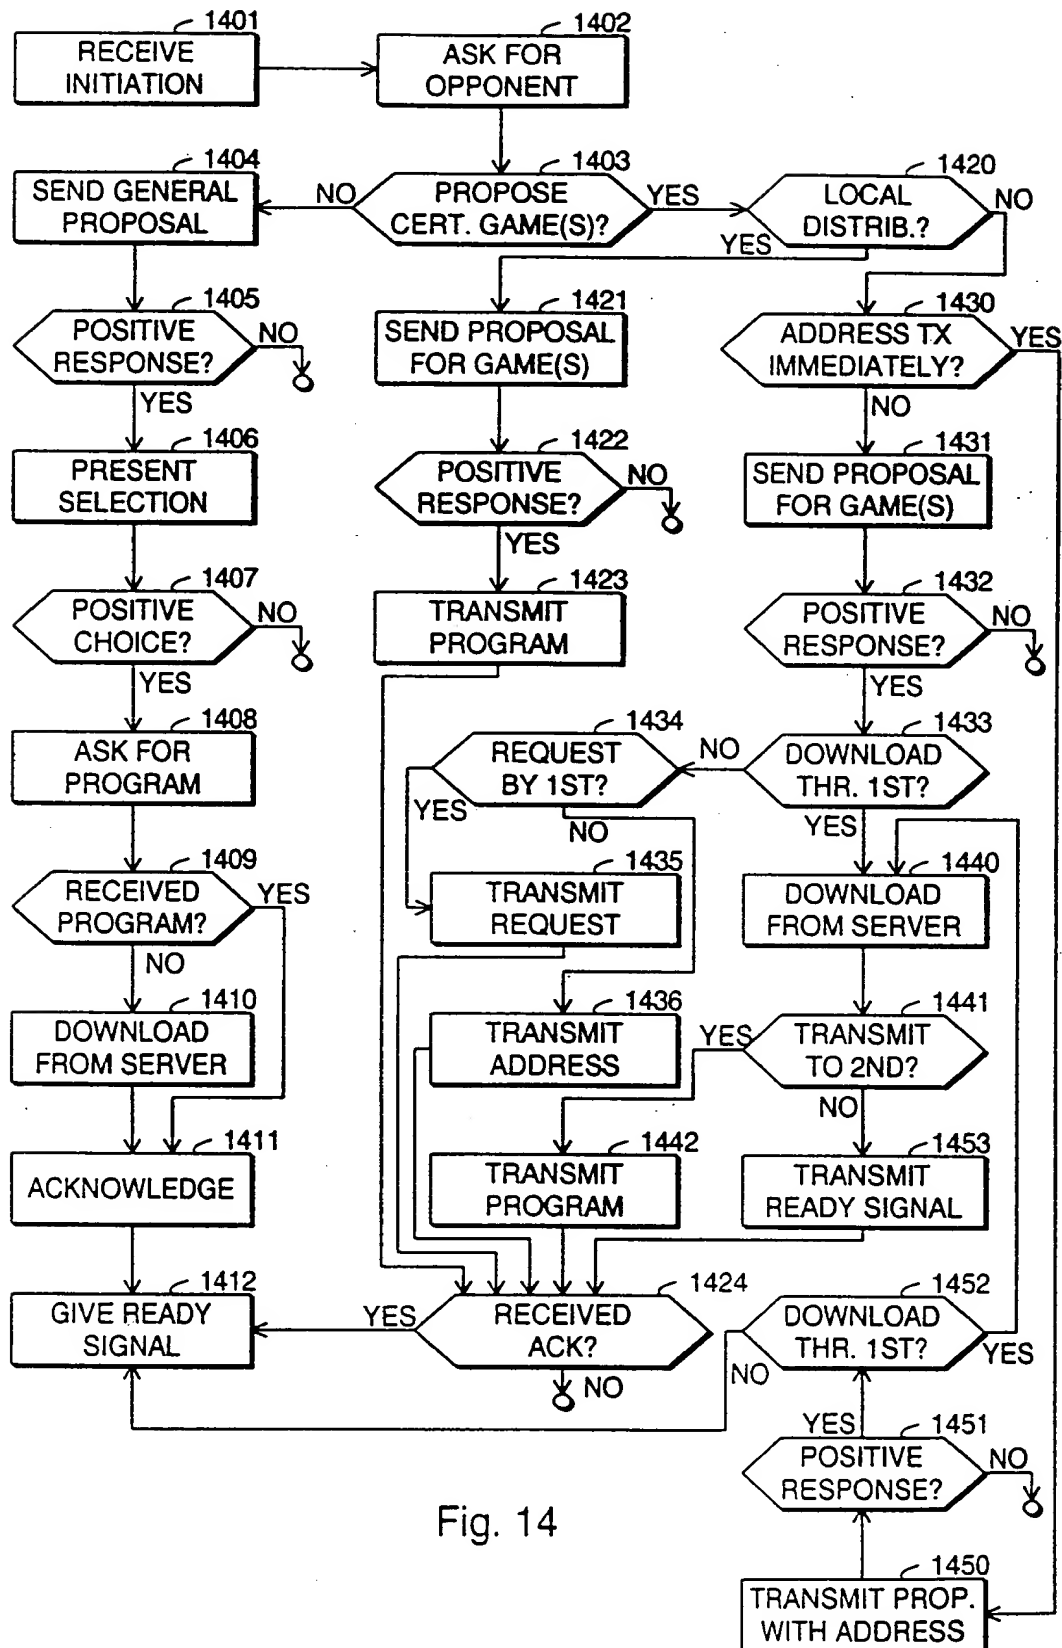 1401
RECEIVE
INITIATION
1402
ASK FOR
OPPONENT
1404
SEND GENERAL
PROPOSAL
NO
1403
PROPOSE
CERT. GAME(S)?
YES
1420
LOCAL
DISTRIB.?
NO
YES
1405
POSITIVE
RESPONSE?
NO
YES
1421
SEND PROPOSAL
FOR GAME(S)
1430
ADDRESS TX
IMMEDIATELY?
YES
NO
1406
PRESENT
SELECTION
1422
POSITIVE
RESPONSE?
NO
YES
1431
SEND PROPOSAL
FOR GAME(S)
1407
POSITIVE
CHOICE?
NO
YES
1423
TRANSMIT
PROGRAM
1432
POSITIVE
RESPONSE?
NO
YES
1408
ASK FOR
PROGRAM
1434
REQUEST
BY 1ST?
YES
NO
NO
1433
DOWNLOAD
THR. 1ST?
YES
1409
RECEIVED
PROGRAM?
YES
NO
1435
TRANSMIT
REQUEST
1440
DOWNLOAD
FROM SERVER
1410
DOWNLOAD
FROM SERVER
1436
TRANSMIT
ADDRESS
YES
1441
TRANSMIT
TO 2ND?
NO
1411
ACKNOWLEDGE
1442
TRANSMIT
PROGRAM
1453
TRANSMIT
READY SIGNAL
1412
GIVE READY
SIGNAL
YES
1424
RECEIVED
ACK?
NO
1452
DOWNLOAD
THR. 1ST?
YES
NO
YES
1451
POSITIVE
RESPONSE?
NO
Fig. 14
1450
TRANSMIT PROP.
WITH ADDRESS